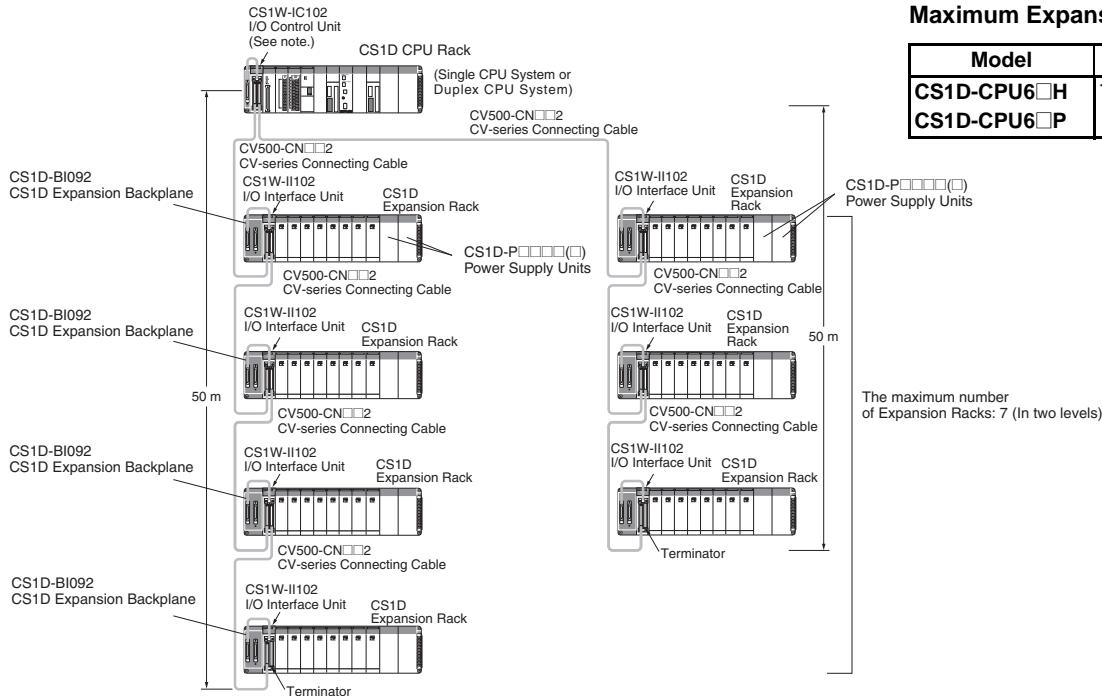 CS1W-IC102
I/O Control Unit
(See note.)
CS1D CPU Rack
(Single CPU System or
Duplex CPU System)
Maximum Expans
Model
CS1D-CPU6□H
CS1D-CPU6□P
CV500-CN□□2
CV-series Connecting Cable
CV500-CN□□2
CV-series Connecting Cable
CS1D-BI092
CS1D Expansion Backplane
CS1W-II102
I/O Interface Unit
CS1D
Expansion Rack
CS1D-P□□□□(□)
Power Supply Units
CV500-CN□□2
CV-series Connecting Cable
CS1W-II102
I/O Interface Unit
CS1D
Expansion
Rack
CS1D-P□□□□(□)
Power Supply Units
CV500-CN□□2
CV-series Connecting Cable
CS1D-BI092
CS1D Expansion Backplane
CS1W-II102
I/O Interface Unit
CS1D
Expansion Rack
50 m
CV500-CN□□2
CV-series Connecting Cable
CS1W-II102
I/O Interface Unit
CS1D
Expansion
Rack
50 m
CV500-CN□□2
CV-series Connecting Cable
The maximum number
of Expansion Racks: 7 (In two levels)
CS1D-BI092
CS1D Expansion Backplane
CS1W-II102
I/O Interface Unit
CS1D
Expansion Rack
CV500-CN□□2
CV-series Connecting Cable
CS1W-II102
I/O Interface Unit
CS1D
Expansion Rack
Terminator
CS1D-BI092
CS1D Expansion Backplane
CS1W-II102
I/O Interface Unit
CS1D
Expansion Rack
Terminator